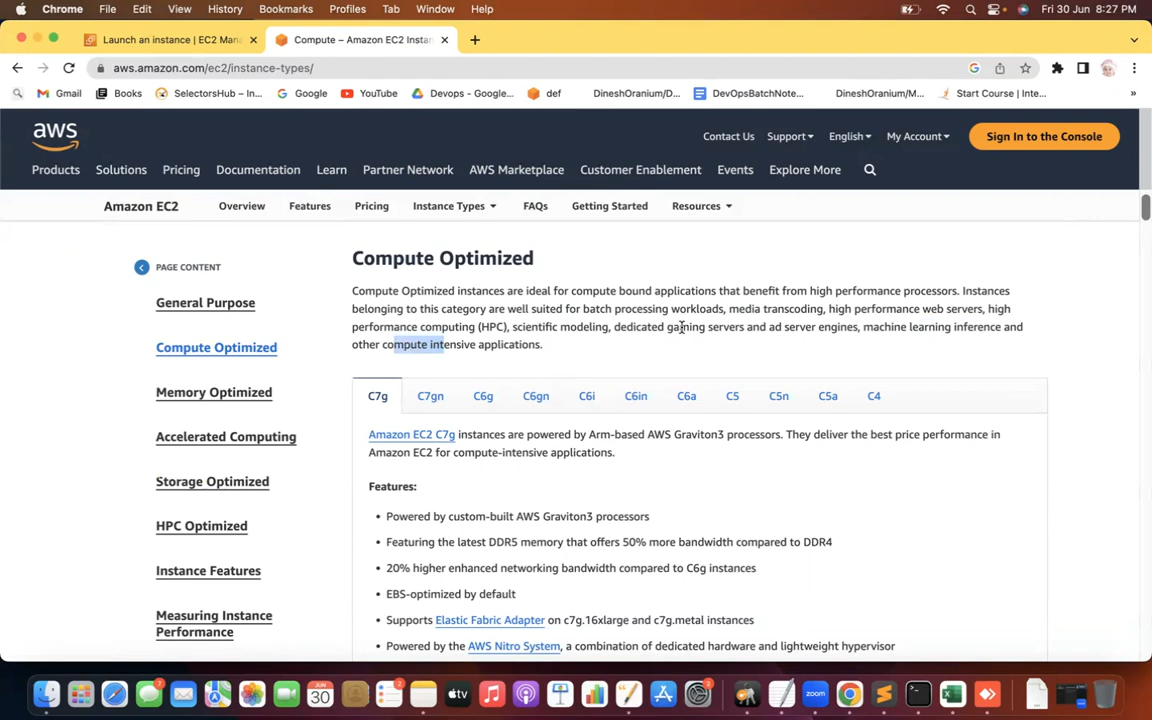 Chrome File Edit View History Bookmarks Profiles Tab Window Help Fri 30 Jun 8:27 PM
Launch an instance | EC2 Mana Compute – Amazon EC2 Instan
aws.amazon.com/ec2/instance-types/
Gmail Books SelectorsHub – In... Google YouTube Devops - Google... def DineshOranium/D... DevOpsBatchNote... DineshOranium/M... Start Course | Inte... »
aws
Contact Us Support English My Account Sign In to the Console
Products Solutions Pricing Documentation Learn Partner Network AWS Marketplace Customer Enablement Events Explore More
Amazon EC2 Overview Features Pricing Instance Types FAQs Getting Started Resources
PAGE CONTENT
General Purpose
Compute Optimized
Memory Optimized
Accelerated Computing
Storage Optimized
HPC Optimized
Instance Features
Measuring Instance
Performance
Compute Optimized
Compute Optimized instances are ideal for compute bound applications that benefit from high performance processors. Instances
belonging to this category are well suited for batch processing workloads, media transcoding, high performance web servers, high
performance computing (HPC), scientific modeling, dedicated gaming servers and ad server engines, machine learning inference and
other compute intensive applications.
C7g C7gn C6g C6gn C6i C6in C6a C5 C5n C5a C4
Amazon EC2 C7g instances are powered by Arm-based AWS Graviton3 processors. They deliver the best price performance in
Amazon EC2 for compute-intensive applications.
Features:
• Powered by custom-built AWS Graviton3 processors
• Featuring the latest DDR5 memory that offers 50% more bandwidth compared to DDR4
• 20% higher enhanced networking bandwidth compared to C6g instances
• EBS-optimized by default
• Supports Elastic Fabric Adapter on c7g.16xlarge and c7g.metal instances
• Powered by the AWS Nitro System, a combination of dedicated hardware and lightweight hypervisor
JUN
30
tv
zoom